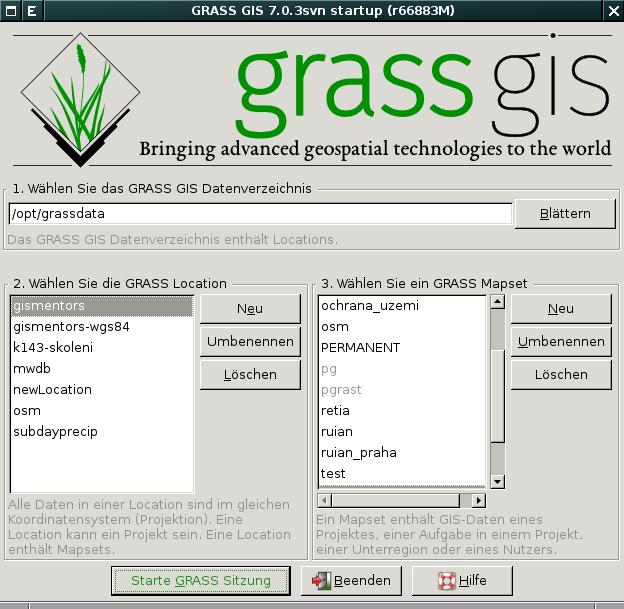 GRASS GIS 7.0.3svn startup (r66883M)
grass gis
Bringing advanced geospatial technologies to the world
1. Wählen Sie das GRASS GIS Datenverzeichnis
/opt/grassdata
Blättern
Das GRASS GIS Datenverzeichnis enthält Locations.
2. Wählen Sie die GRASS Location
gismentors
gismentors-wgs84
k143-skoleni
mwdb
newLocation
osm
subdayprecip
Neu
Umbenennen
Löschen
Alle Daten in einer Location sind im gleichen
Koordinatensystem (Projektion). Eine
Location kann ein Projekt sein. Eine Location
enthält Mapsets.
3. Wählen Sie ein GRASS Mapset
ochrana_uzemi
osm
PERMANENT
pg
pgrast
retia
ruian
ruian_praha
test
Neu
Umbenennen
Löschen
Ein Mapset enthält GIS-Daten eines
Projektes, einer Aufgabe in einem Projekt,
einer Unterregion oder eines Nutzers.
Starte GRASS Sitzung
Beenden
Hilfe